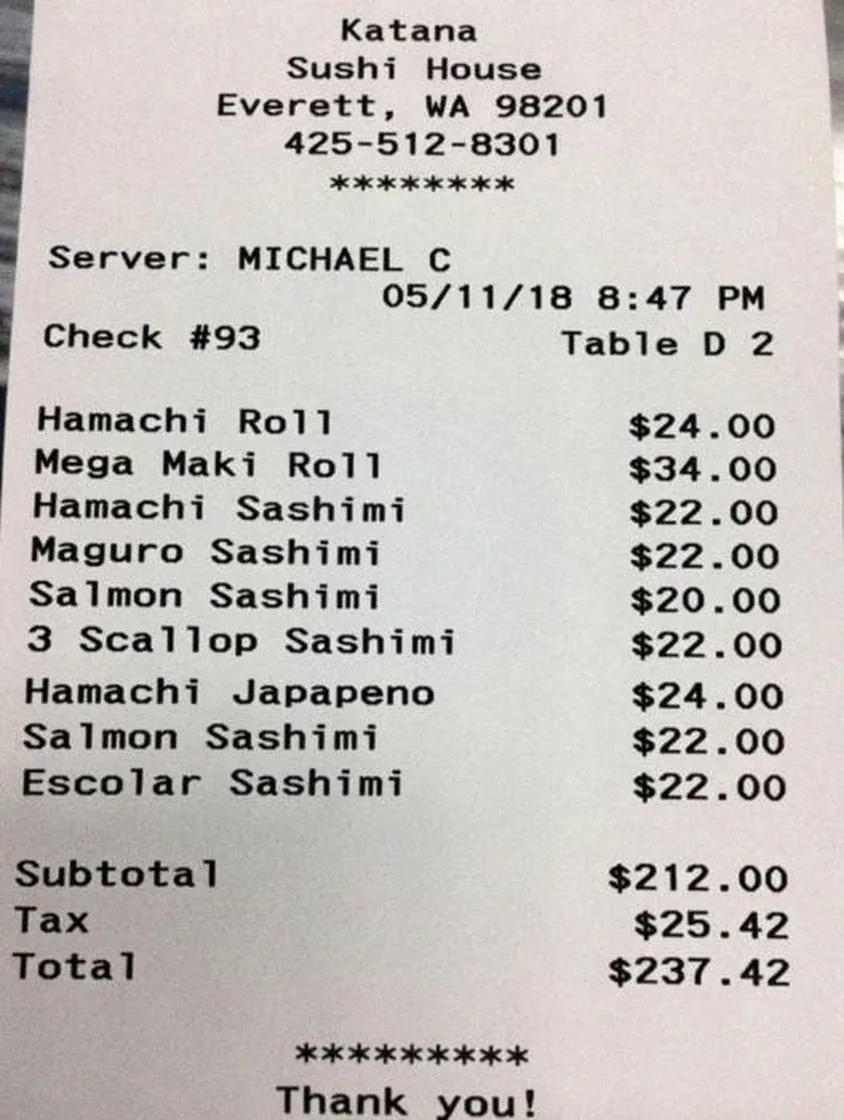 Katana
Sushi House
Everett, WA 98201
425-512-8301
********
Server: MICHAEL C
05/11/18 8:47 PM
Check #93 Table D 2
Hamachi Roll $24.00
Mega Maki Roll $34.00
Hamachi Sashimi $22.00
Maguro Sashimi $22.00
Salmon Sashimi $20.00
3 Scallop Sashimi $22.00
Hamachi Japapeno $24.00
Salmon Sashimi $22.00
Escolar Sashimi $22.00
Subtotal $212.00
Tax $25.42
Total $237.42
*********
Thank you!